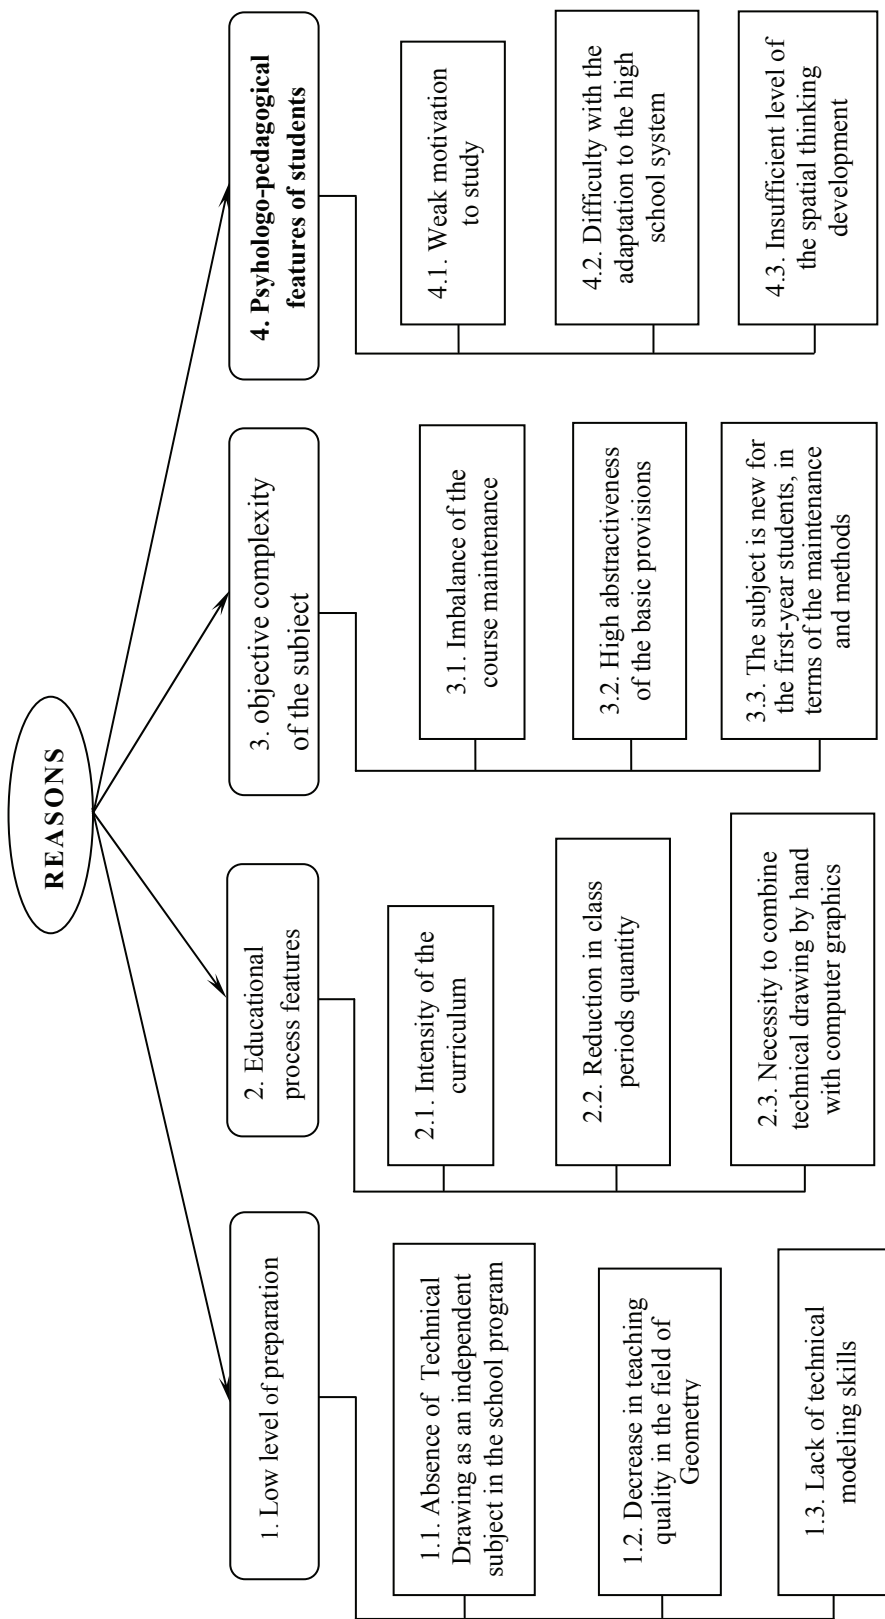 REASONS
1. Low level of preparation
1.1. Absence of Technical
Drawing as an independent
subject in the school program
1.2. Decrease in teaching
quality in the field of
Geometry
1.3. Lack of technical
modeling skills
2. Educational
process features
2.1. Intensity of the
curriculum
2.2. Reduction in class
periods quantity
2.3. Necessity to combine
technical drawing by hand
with computer graphics
3. objective complexity
of the subject
3.1. Imbalance of the
course maintenance
3.2. High abstractiveness
of the basic provisions
3.3. The subject is new for
the first-year students, in
terms of the maintenance
and methods
4. Psyhologo-pedagogical
features of students
4.1. Weak motivation
to study
4.2. Difficulty with the
adaptation to the high
school system
4.3. Insufficient level of
the spatial thinking
development